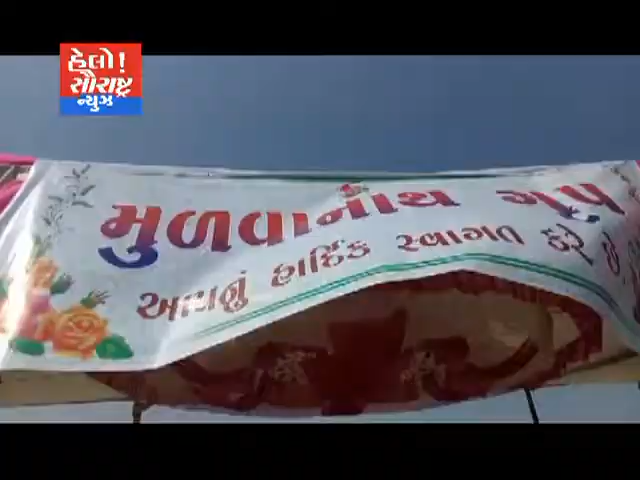 હેલો!
સૌરાષ્ટ્ર
ન્યુઝ
મુળવાનાથ ગ્રુપ
આપનું હાર્દિક સ્વાગત કરે છે.